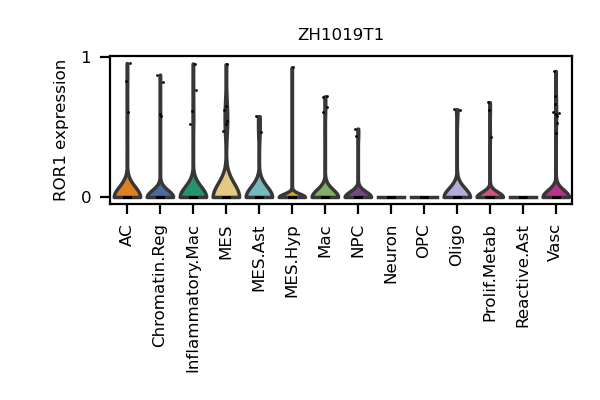 ZH1019T1
1
0
ROR1 expression
AC
Chromatin.Reg
Inflammatory.Mac
MES
MES.Ast
MES.Hyp
Mac
NPC
Neuron
OPC
Oligo
Prolif.Metab
Reactive.Ast
Vasc